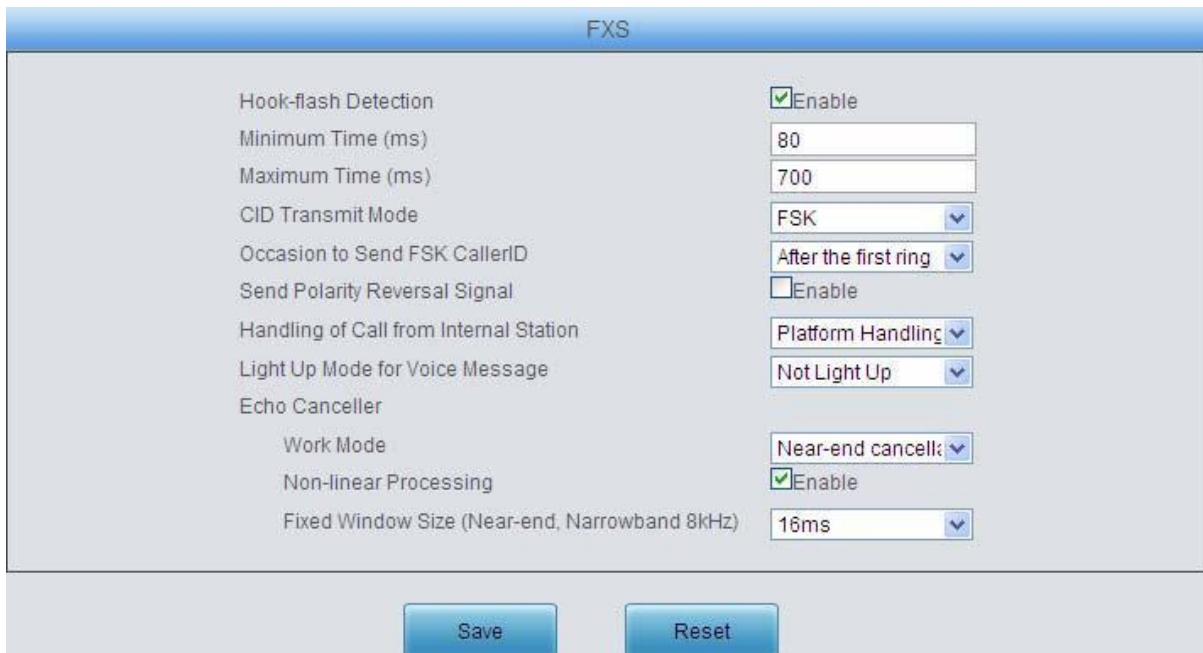 FXS
Hook-flash Detection Enable
Minimum Time (ms) 80
Maximum Time (ms) 700
CID Transmit Mode FSK
Occasion to Send FSK CallerID After the first ring
Send Polarity Reversal Signal Enable
Handling of Call from Internal Station Platform Handling
Light Up Mode for Voice Message Not Light Up
Echo Canceller
Work Mode Near-end cancella
Non-linear Processing Enable
Fixed Window Size (Near-end, Narrowband 8kHz) 16ms
Save Reset